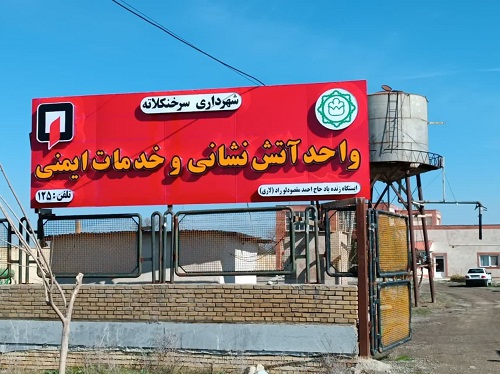 شهرداری سرخنکلاته
واحد آتش نشانی و خدمات ایمنی
تلفن : ۱۲۵
ایستگاه زنده یاد حاج احمد مقصودلو راد (لاری)